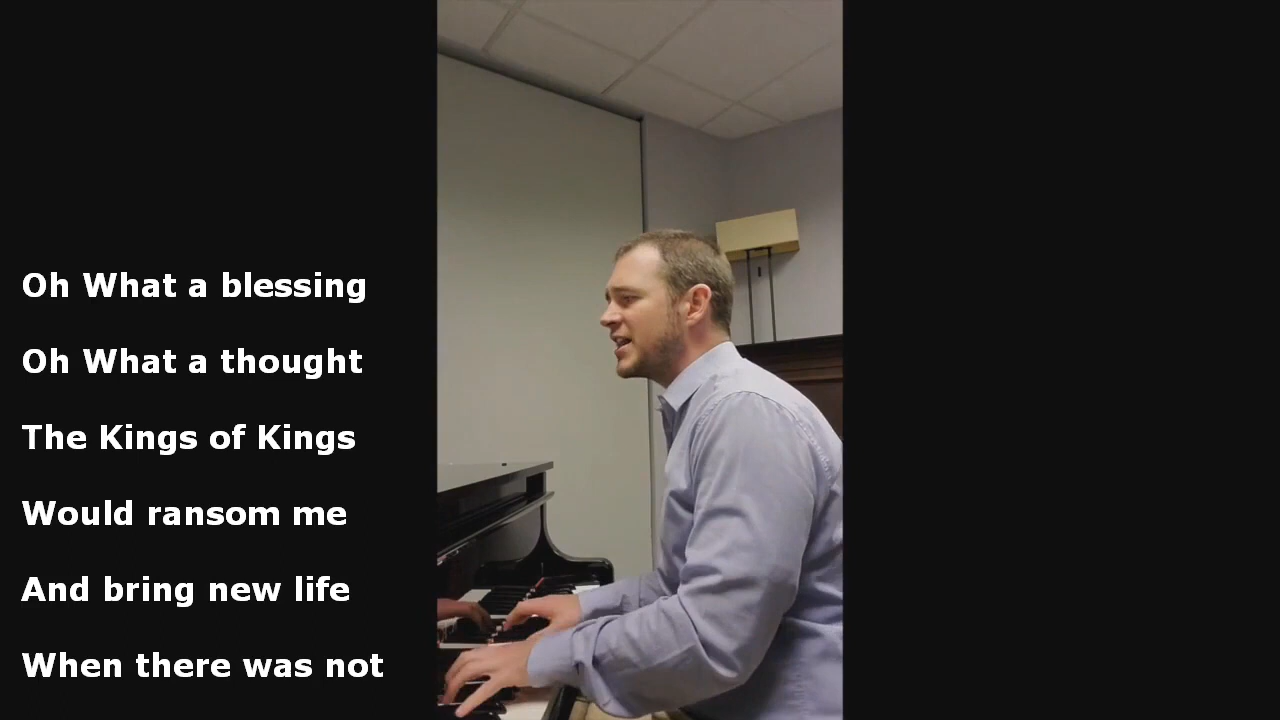 Oh What a blessing
Oh What a thought
The Kings of Kings
Would ransom me
And bring new life
When there was not